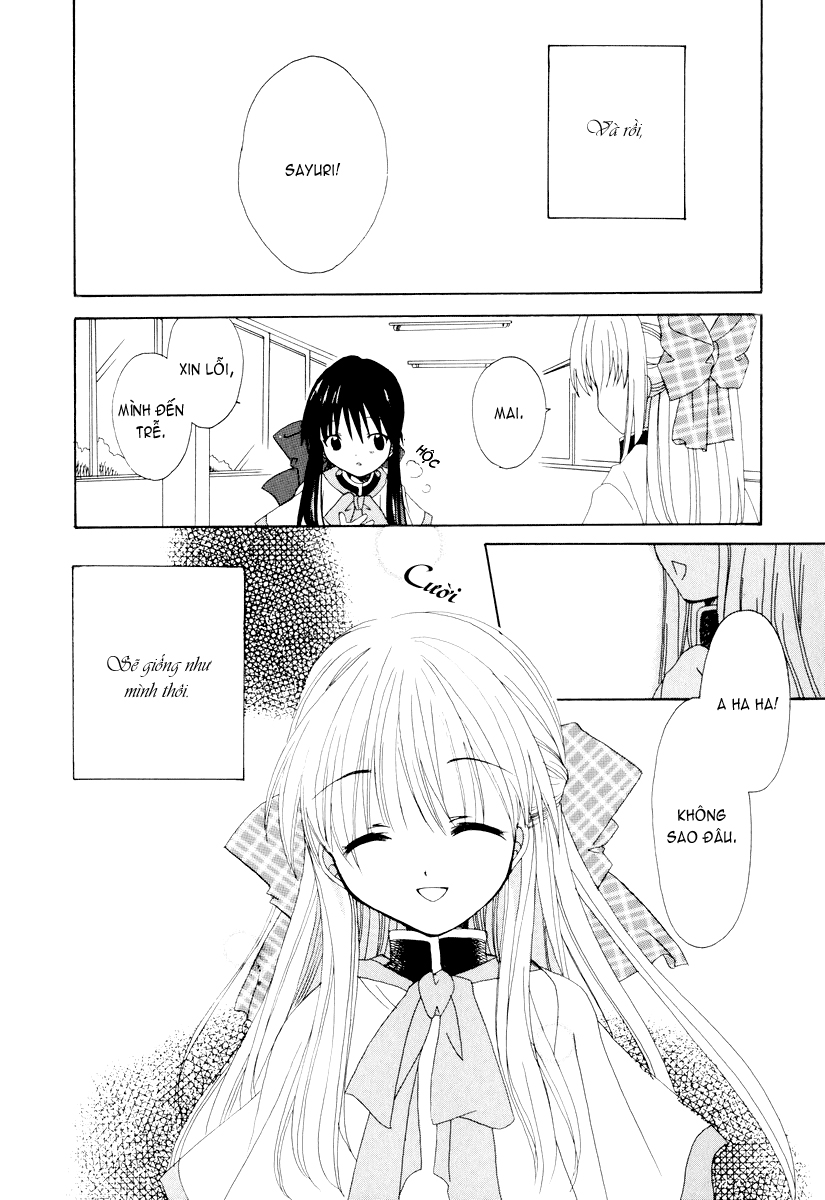 Và rồi,
SAYURI!
MAI,
XIN LỖI,
MÌNH ĐẾN
TRỄ.
HỘC
A HA HA!
KHÔNG
SAO ĐÂU.
Cười
Sẽ giống như
mình thôi.